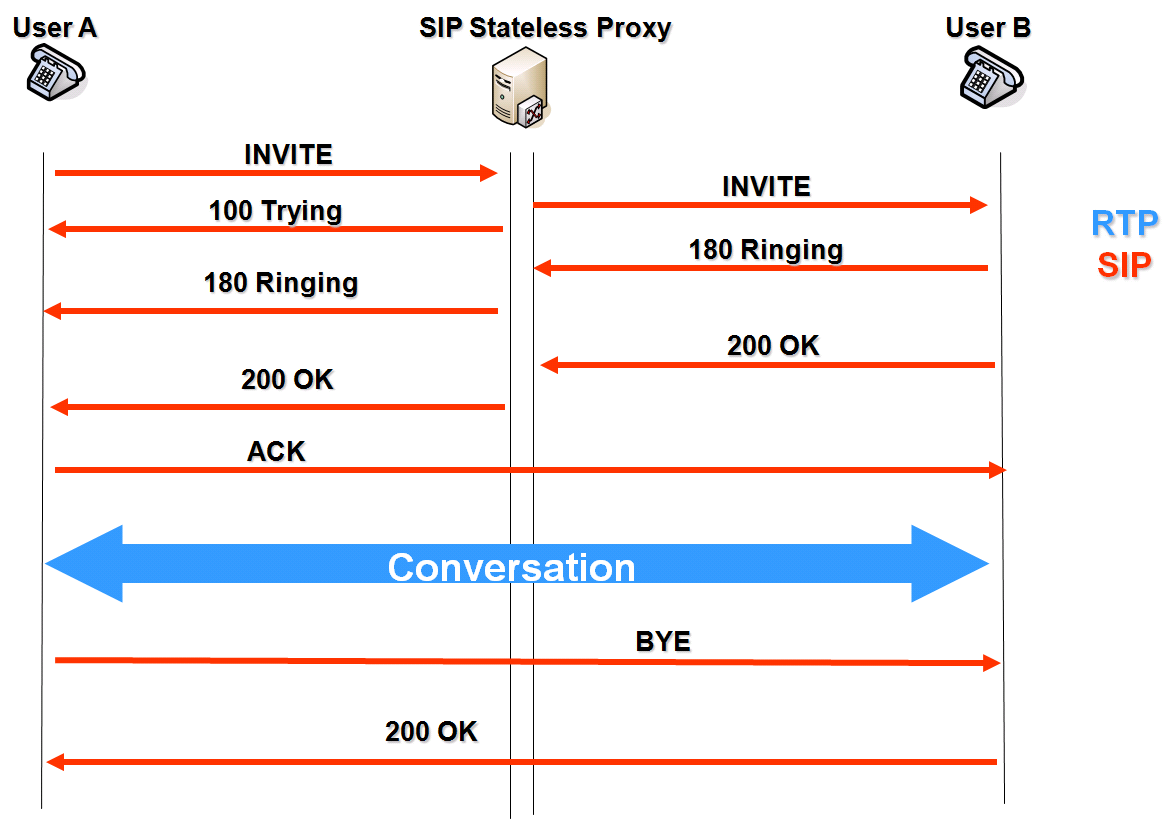 User A
SIP Stateless Proxy
User B
INVITE
INVITE
100 Trying
RTP
180 Ringing
SIP
180 Ringing
200 OK
200 OK
ACK
Conversation
BYE
200 OK